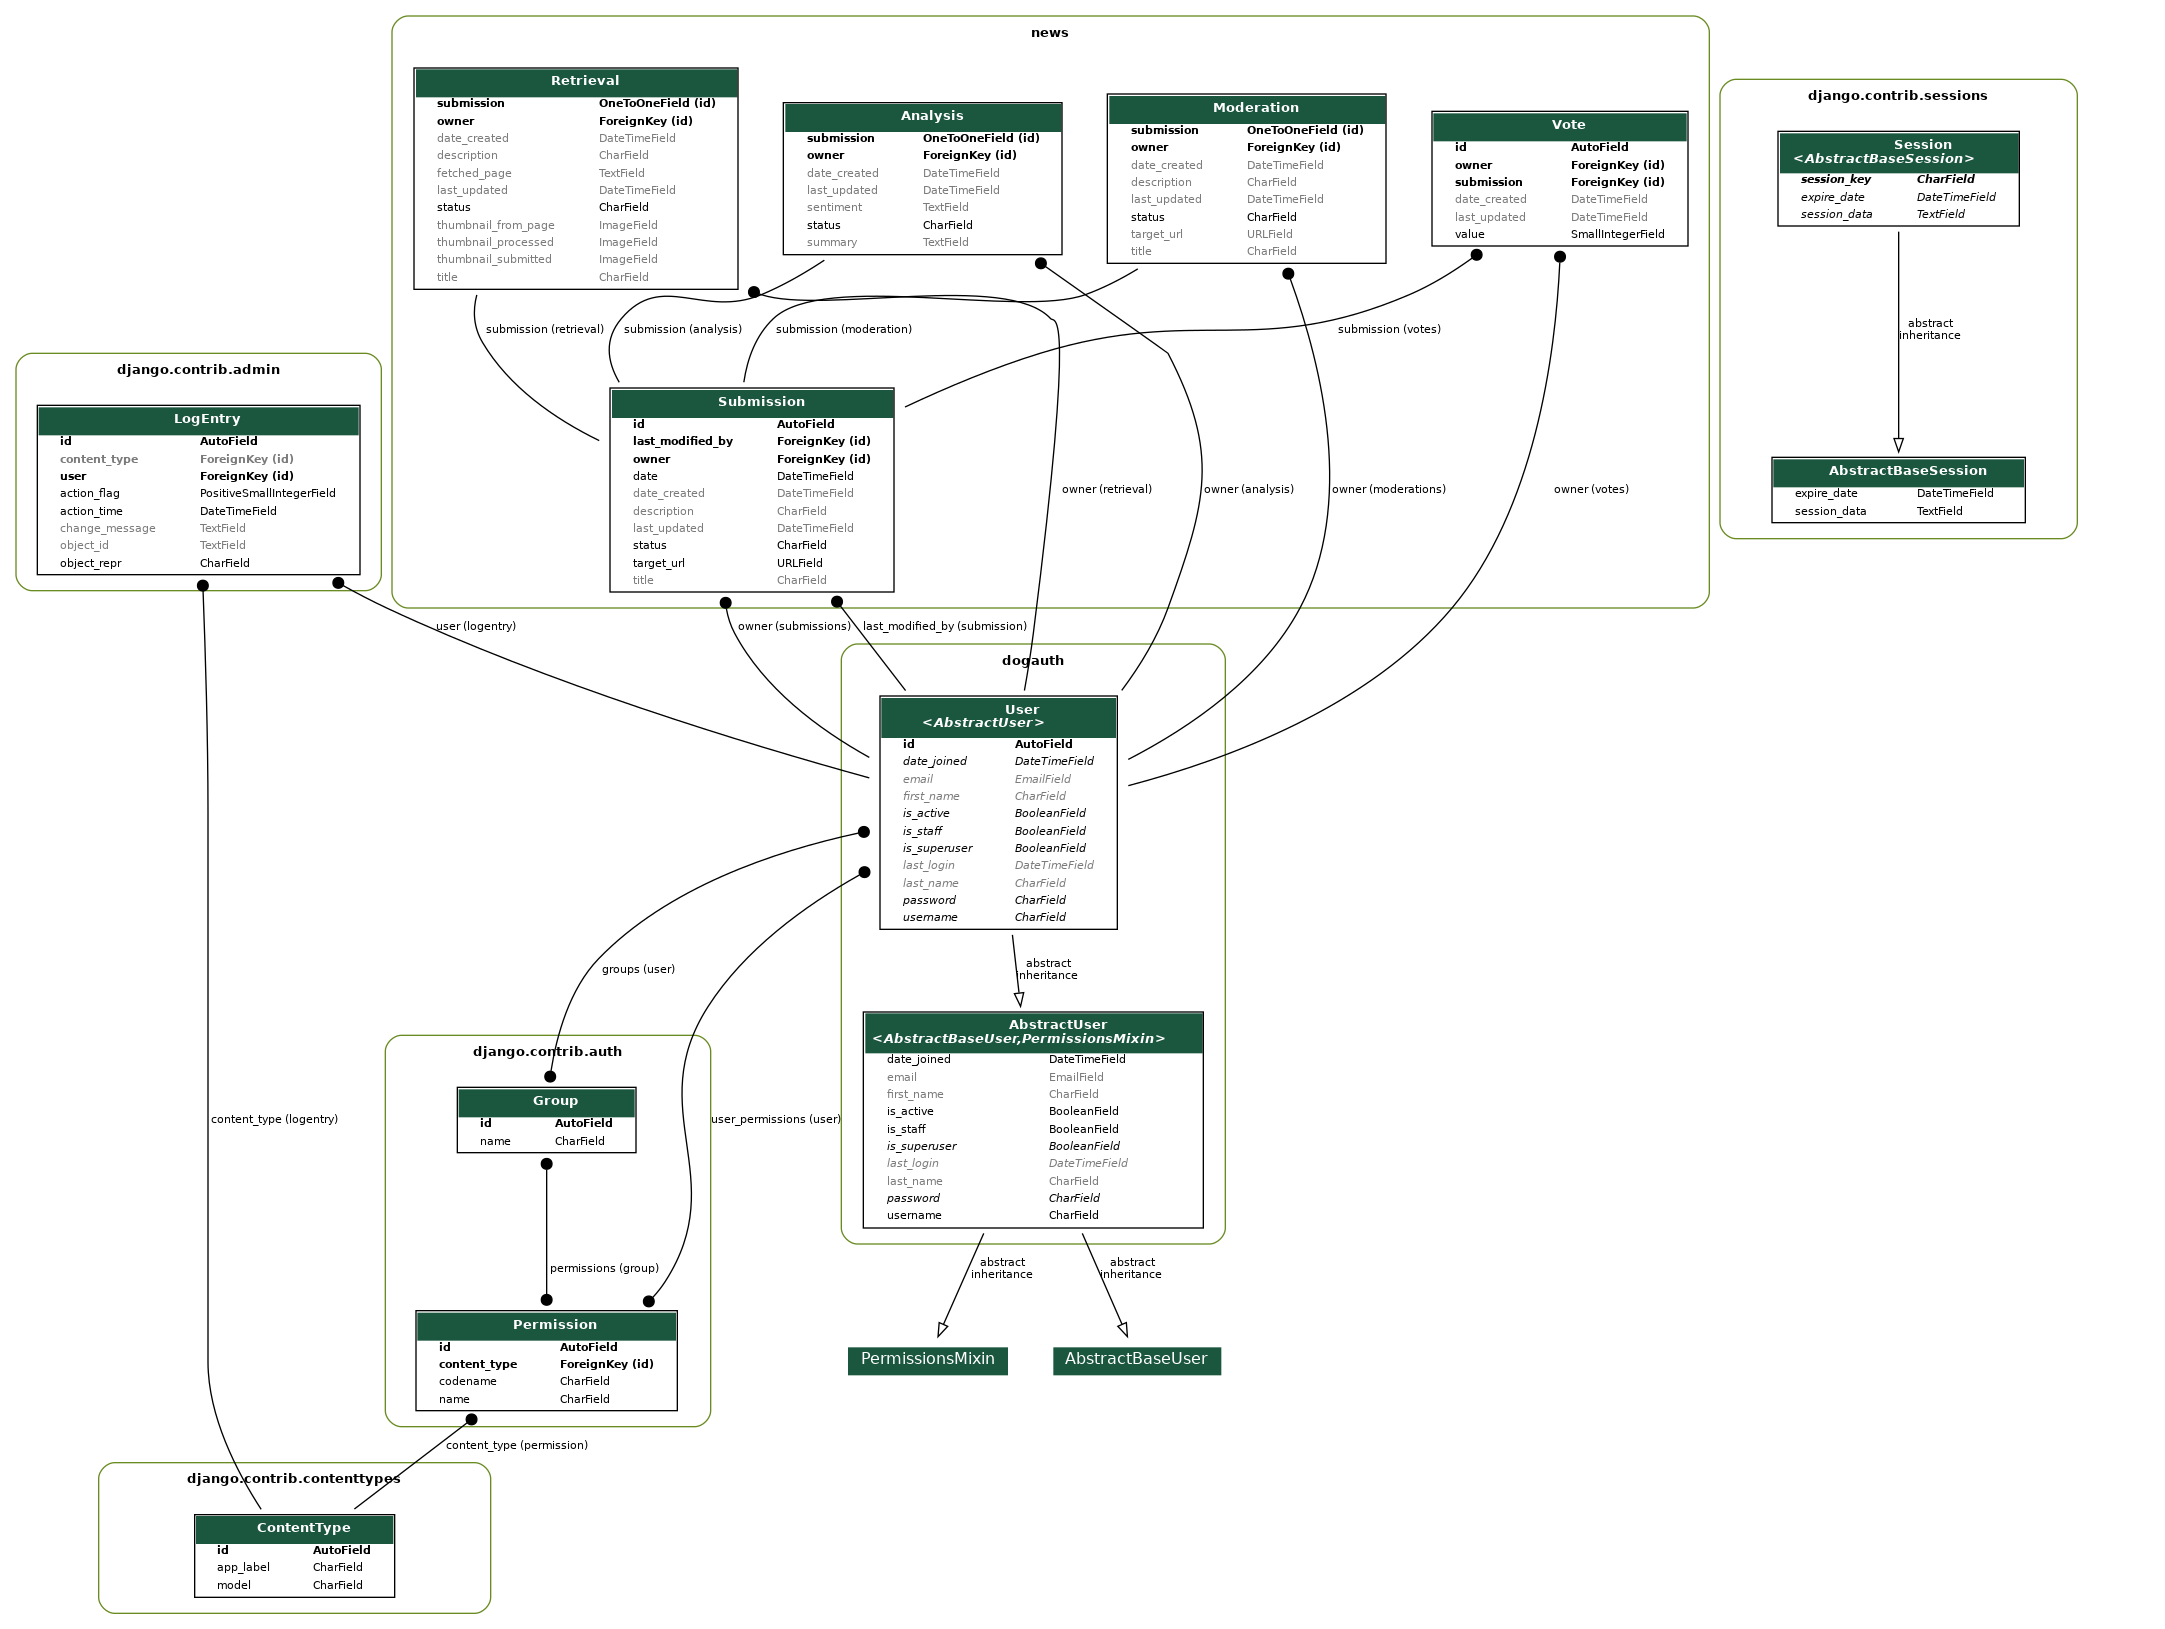 news
Retrieval
submission OneToOneField (id)
owner ForeignKey (id)
date_created DateTimeField
description CharField
fetched_page TextField
last_updated DateTimeField
status CharField
thumbnail_from_page ImageField
thumbnail_processed ImageField
thumbnail_submitted ImageField
title CharField
Analysis
submission OneToOneField (id)
owner ForeignKey (id)
date_created DateTimeField
last_updated DateTimeField
sentiment TextField
status CharField
summary TextField
Moderation
submission OneToOneField (id)
owner ForeignKey (id)
date_created DateTimeField
description CharField
last_updated DateTimeField
status CharField
target_url URLField
title CharField
Vote
id AutoField
owner ForeignKey (id)
submission ForeignKey (id)
date_created DateTimeField
last_updated DateTimeField
value SmallIntegerField
django.contrib.sessions
Session
<AbstractBaseSession>
session_key CharField
expire_date DateTimeField
session_data TextField
abstract
inheritance
AbstractBaseSession
expire_date DateTimeField
session_data TextField
submission (retrieval)
submission (analysis)
submission (moderation)
submission (votes)
django.contrib.admin
LogEntry
id AutoField
content_type ForeignKey (id)
user ForeignKey (id)
action_flag PositiveSmallIntegerField
action_time DateTimeField
change_message TextField
object_id TextField
object_repr CharField
Submission
id AutoField
last_modified_by ForeignKey (id)
owner ForeignKey (id)
date DateTimeField
date_created DateTimeField
description CharField
last_updated DateTimeField
status CharField
target_url URLField
title CharField
owner (retrieval)
owner (analysis)
owner (moderations)
owner (votes)
user (logentry)
owner (submissions)
last_modified_by (submission)
dogauth
User
<AbstractUser>
id AutoField
date_joined DateTimeField
email EmailField
first_name CharField
is_active BooleanField
is_staff BooleanField
is_superuser BooleanField
last_login DateTimeField
last_name CharField
password CharField
username CharField
groups (user)
abstract
inheritance
AbstractUser
<AbstractBaseUser,PermissionsMixin>
date_joined DateTimeField
email EmailField
first_name CharField
is_active BooleanField
is_staff BooleanField
is_superuser BooleanField
last_login DateTimeField
last_name CharField
password CharField
username CharField
django.contrib.auth
Group
id AutoField
name CharField
content_type (logentry)
user_permissions (user)
permissions (group)
abstract
inheritance
abstract
inheritance
Permission
id AutoField
content_type ForeignKey (id)
codename CharField
name CharField
PermissionsMixin
AbstractBaseUser
content_type (permission)
django.contrib.contenttypes
ContentType
id AutoField
app_label CharField
model CharField